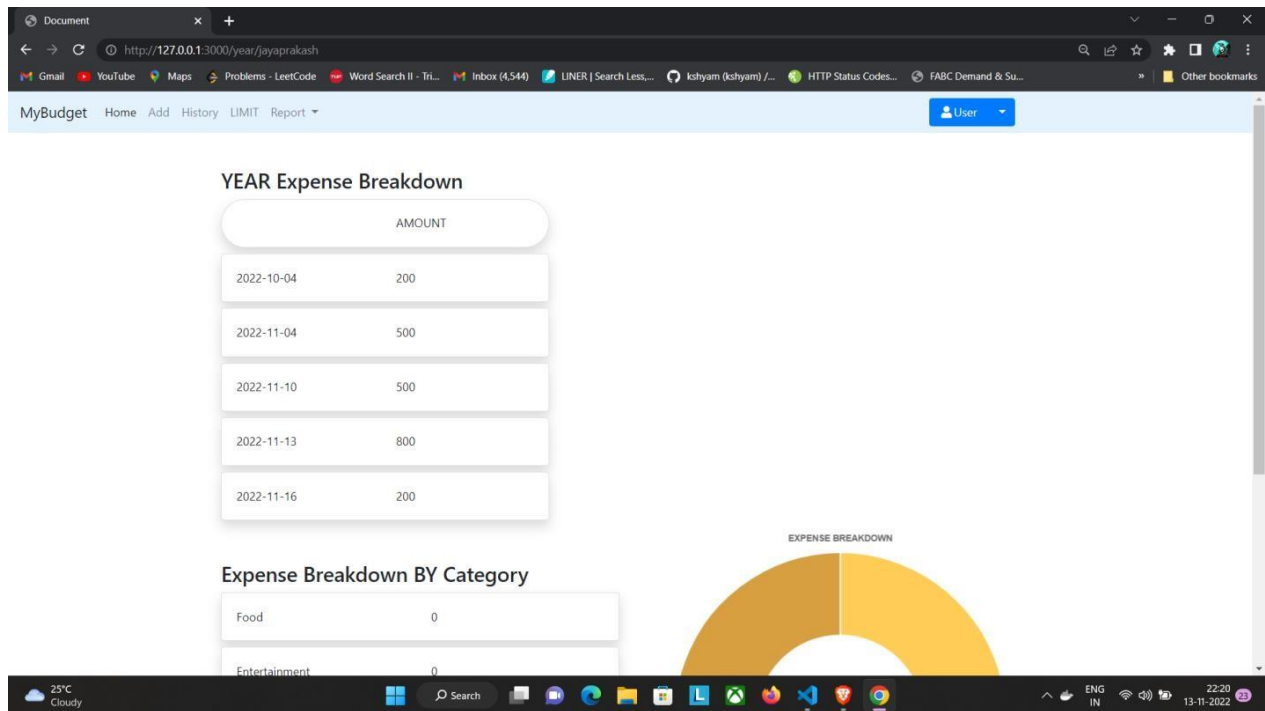 Document
http://127.0.0.1:3000/year/jayaprakash
Gmail YouTube Maps Problems - LeetCode Word Search II - Tri... Inbox (4,544) LINER | Search Less,... kshyam (kshyam) /... HTTP Status Codes... FABC Demand & Su... » Other bookmarks
MyBudget Home Add History LIMIT Report User
YEAR Expense Breakdown
AMOUNT
2022-10-04 200
2022-11-04 500
2022-11-10 500
2022-11-13 800
2022-11-16 200
EXPENSE BREAKDOWN
Expense Breakdown BY Category
Food 0
Entertainment 0
25°C
Cloudy
Search
L
ENG
IN
22:20
13-11-2022
23